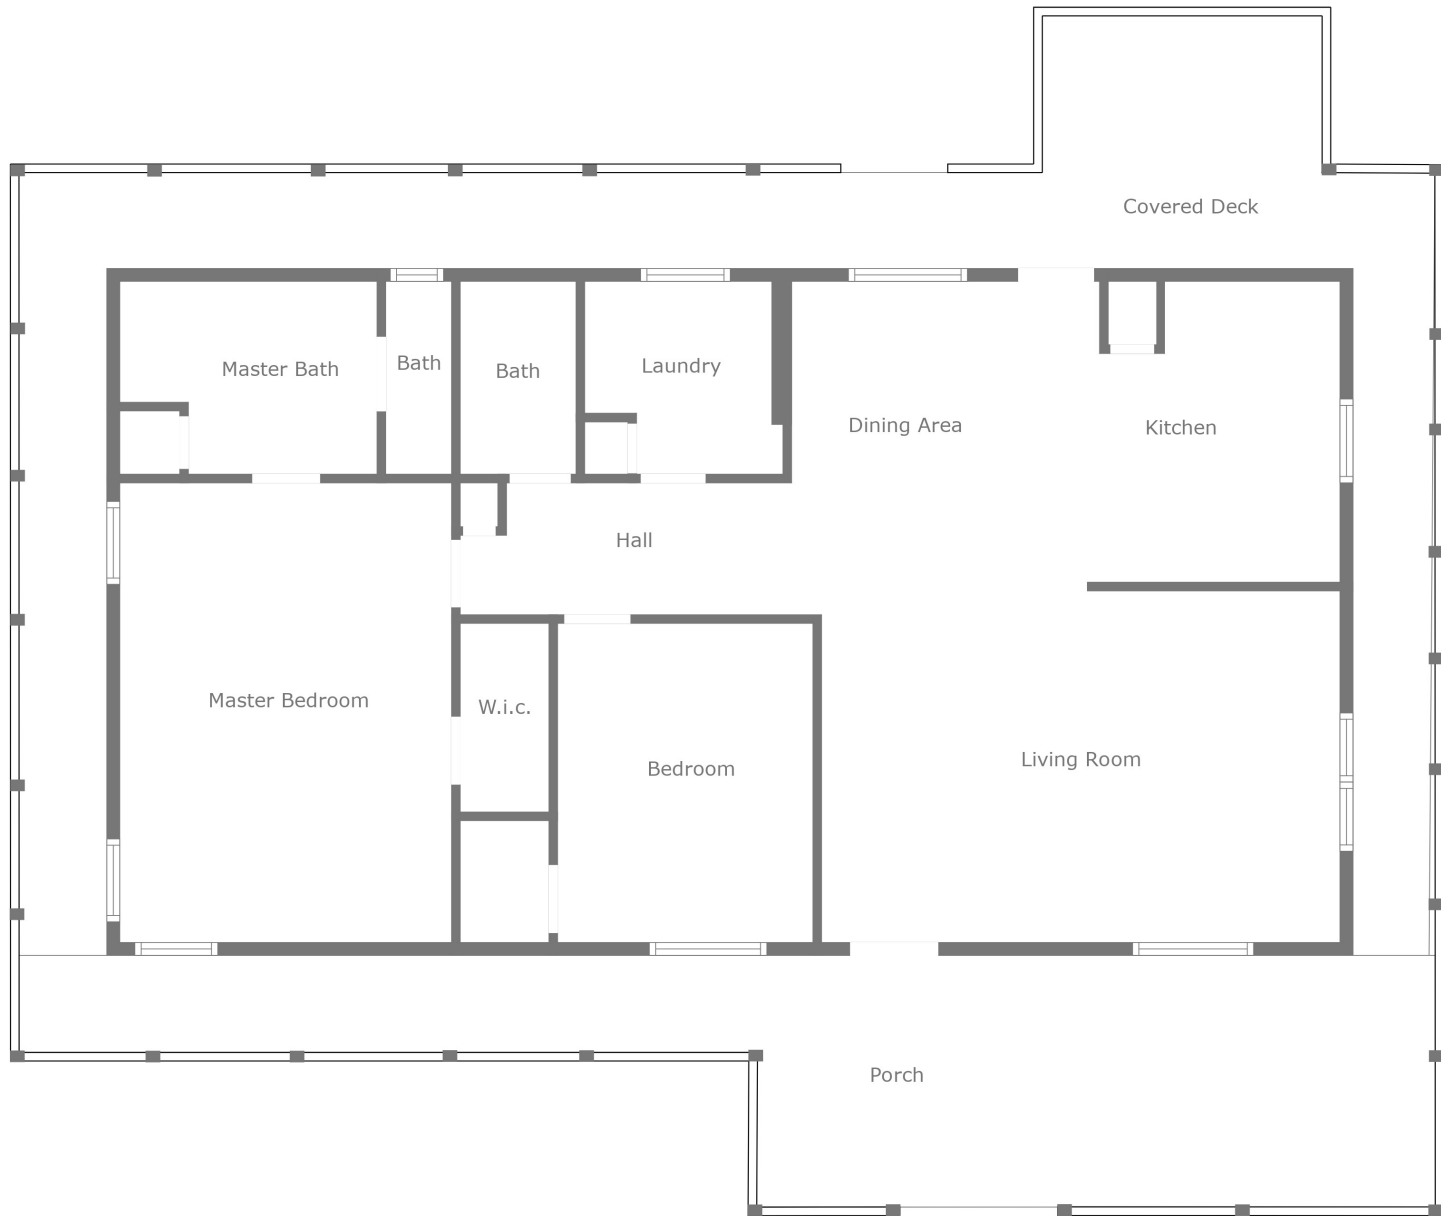 Covered Deck
Master Bath
Bath
Bath
Laundry
Dining Area
Kitchen
Hall
Master Bedroom
W.i.c.
Bedroom
Living Room
Porch